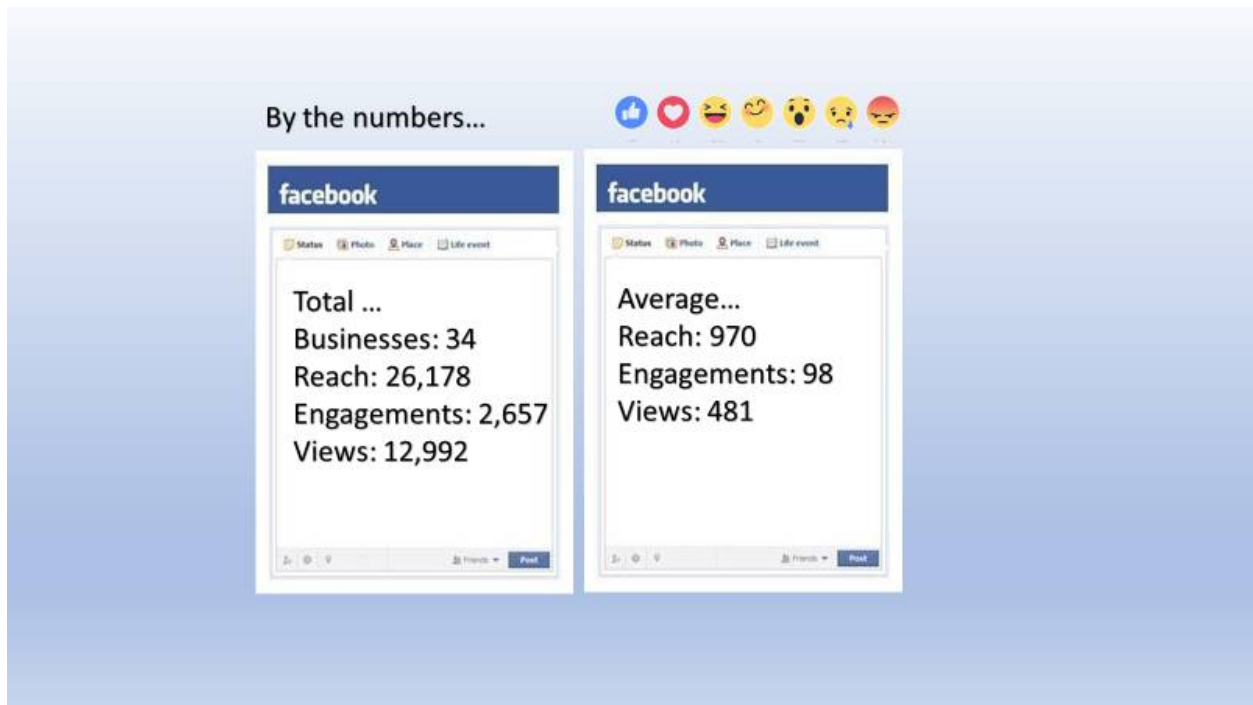 By the numbers...
facebook
Status Photo Place Life event
Total ...
Businesses: 34
Reach: 26,178
Engagements: 2,657
Views: 12,992
Friends Post
facebook
Status Photo Place Life event
Average...
Reach: 970
Engagements: 98
Views: 481
Friends Post